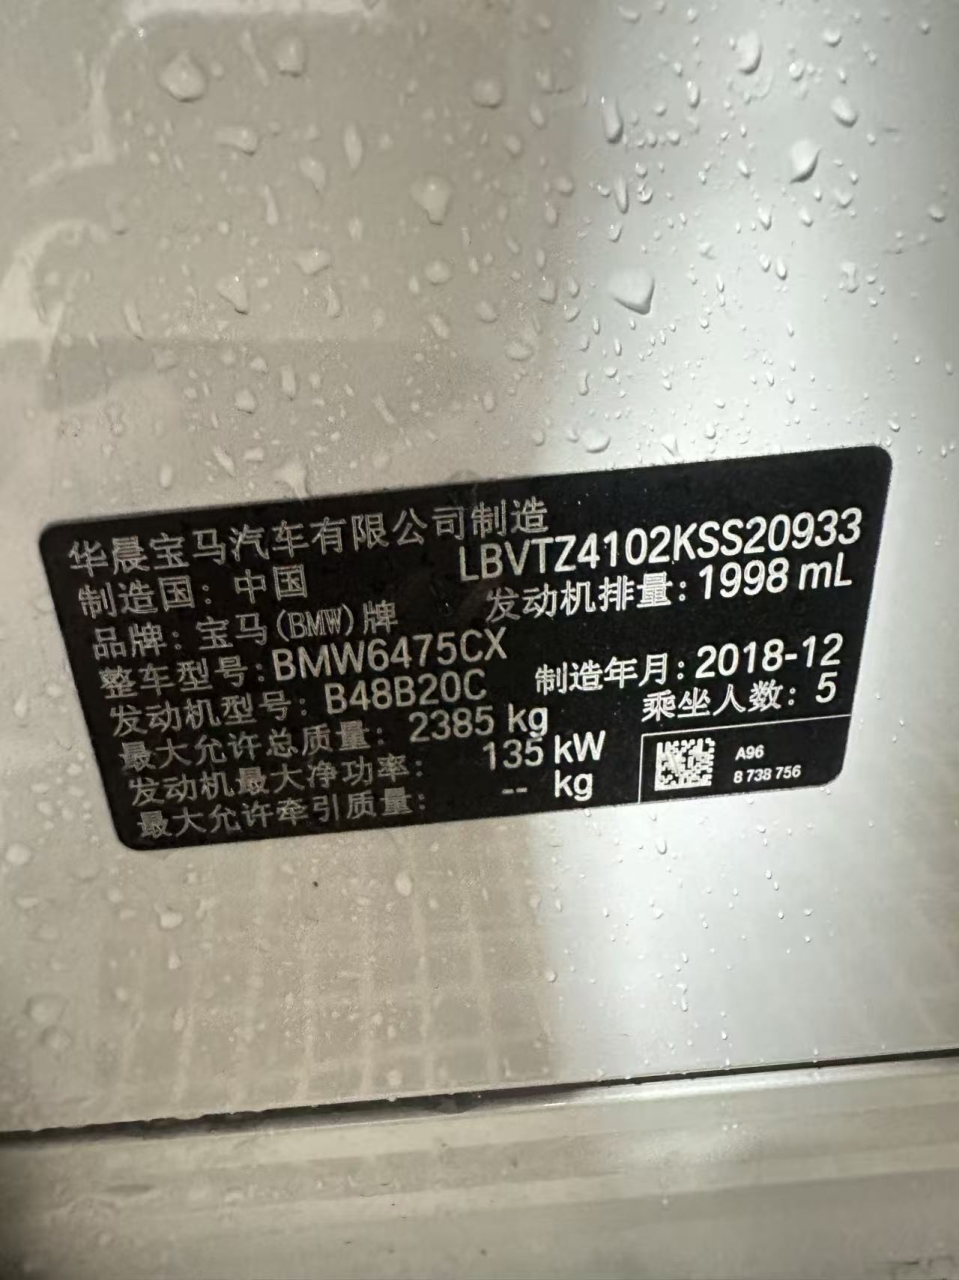 华晨宝马汽车有限公司制造
LBVTZ4102KSS20933
制造国：中国
发动机排量：1998 mL
品牌：宝马(BMW)牌
整车型号：BMW6475CX
制造年月：2018-12
发动机型号：B48B20C
乘坐人数：5
最大允许总质量：2385 kg
发动机最大净功率：135 kW
最大允许牵引质量：-- kg
A96
8 738 756